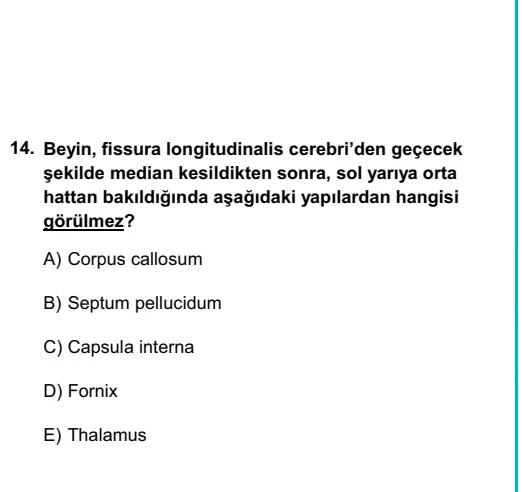 14. Beyin, fissura longitudinalis cerebri’den geçecek
şekilde median kesildikten sonra, sol yarıya orta
hattan bakıldığında aşağıdaki yapılardan hangisi
görülmez?
A) Corpus callosum
B) Septum pellucidum
C) Capsula interna
D) Fornix
E) Thalamus